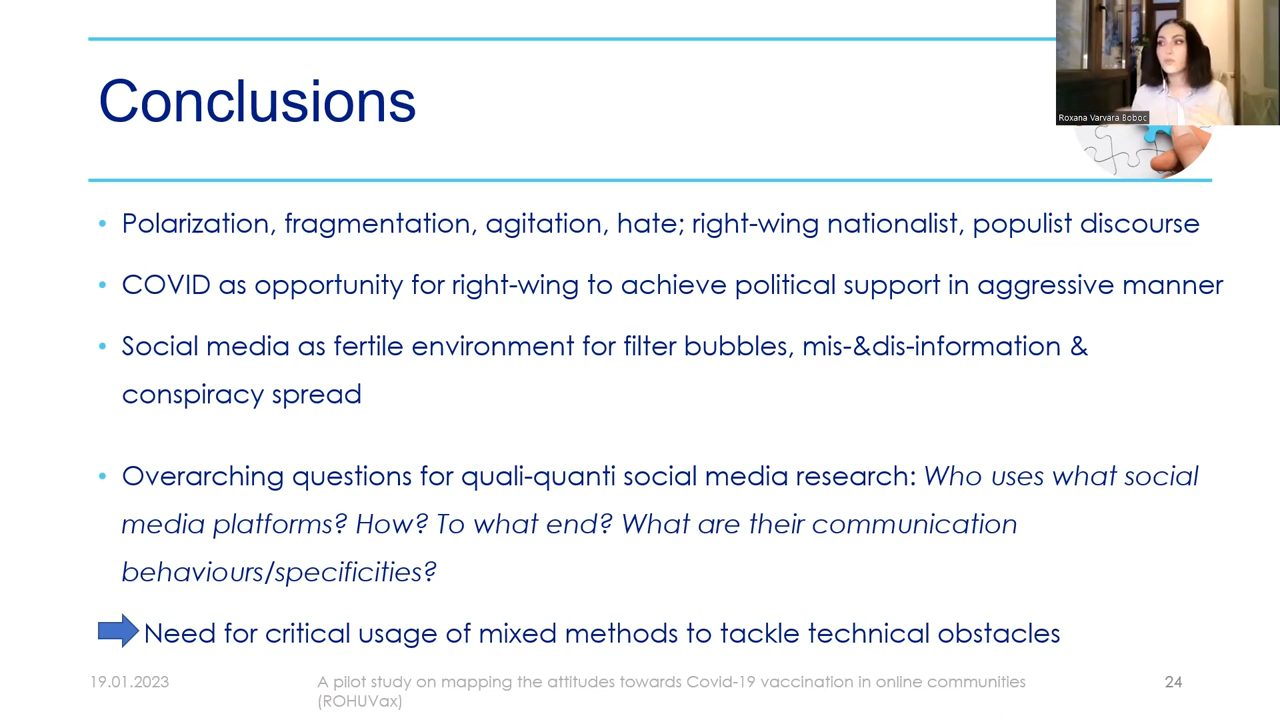 Conclusions
Roxana Varvara Boboc
• Polarization, fragmentation, agitation, hate; right-wing nationalist, populist discourse
• COVID as opportunity for right-wing to achieve political support in aggressive manner
• Social media as fertile environment for filter bubbles, mis-&dis-information &
conspiracy spread
• Overarching questions for quali-quanti social media research: Who uses what social
media platforms? How? To what end? What are their communication
behaviours/specificities?
Need for critical usage of mixed methods to tackle technical obstacles
19.01.2023
A pilot study on mapping the attitudes towards Covid-19 vaccination in online communities
(ROHUVax)
24